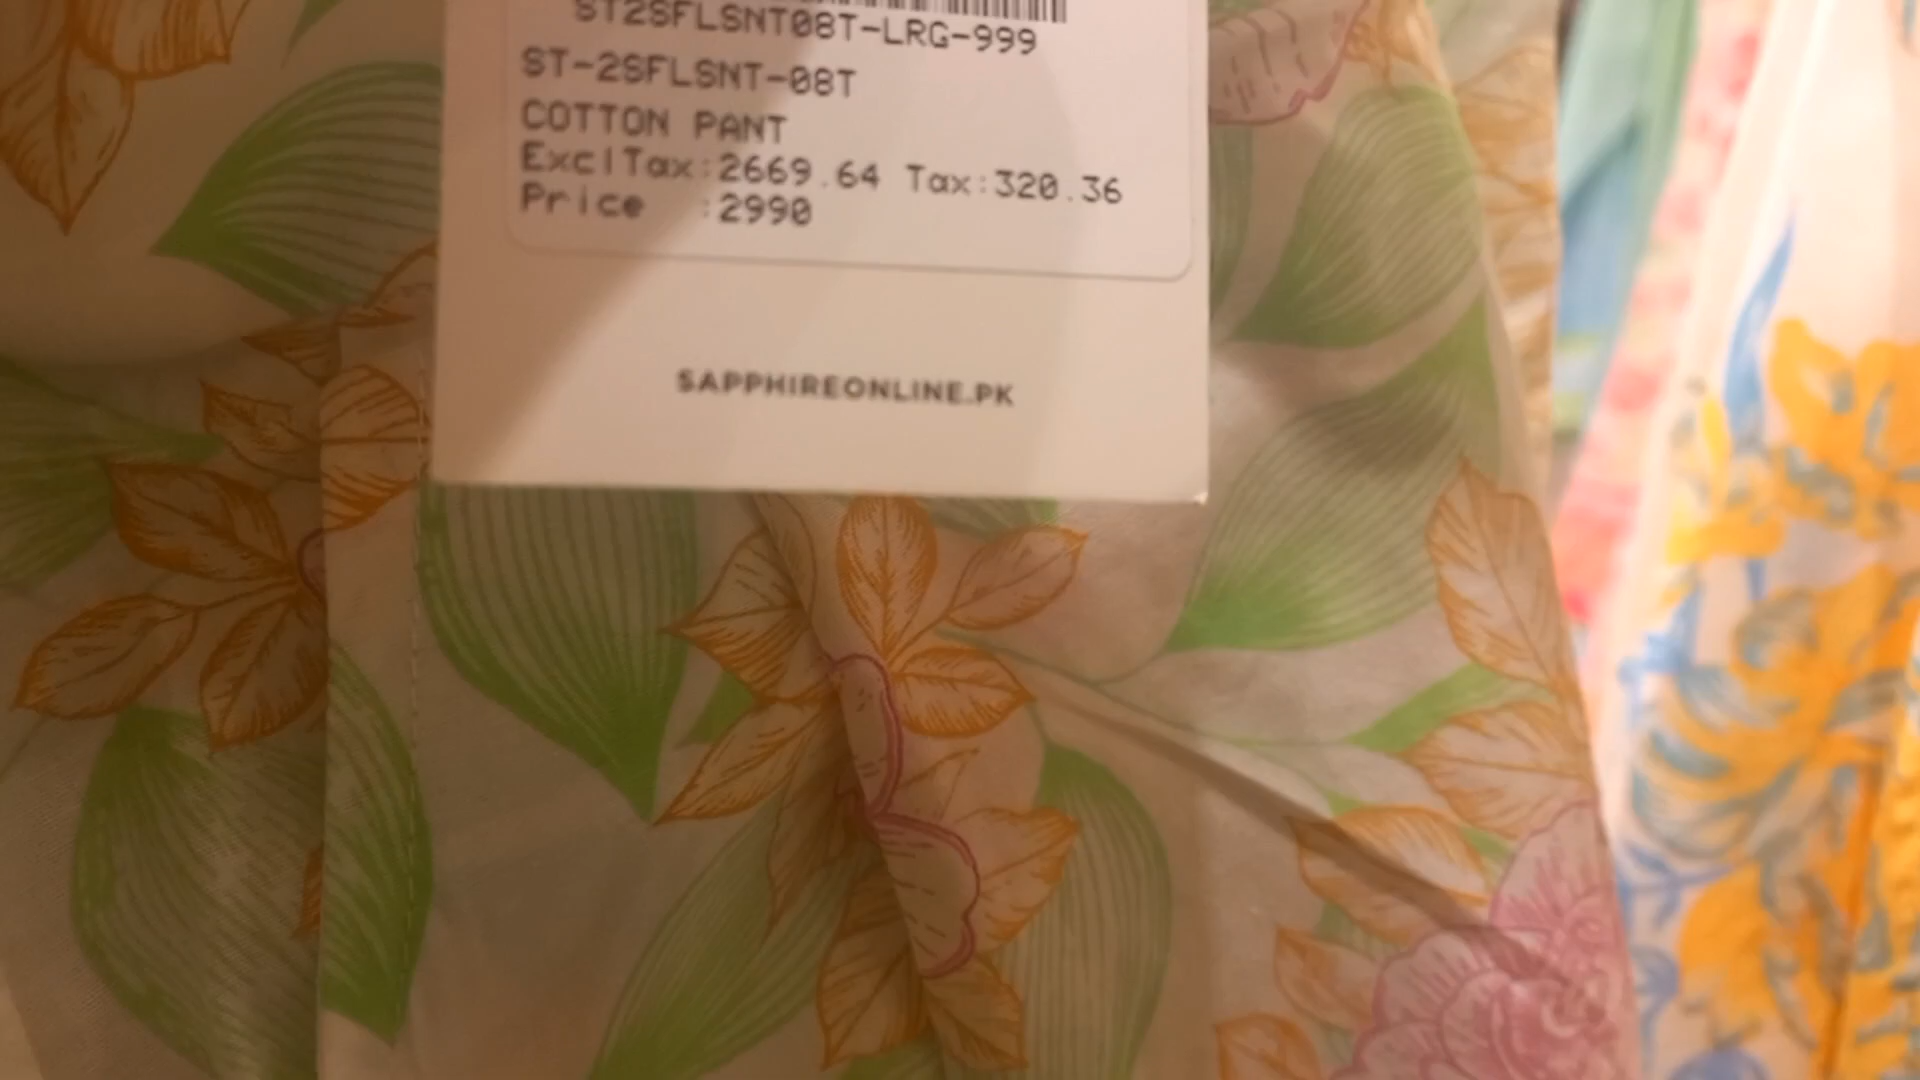 ST2SFLSNT08T-LRG-999
ST-2SFLSNT-08T
COTTON PANT
ExclTax:2669.64 Tax:320.36
Price :2990
SAPPHIREONLINE.PK